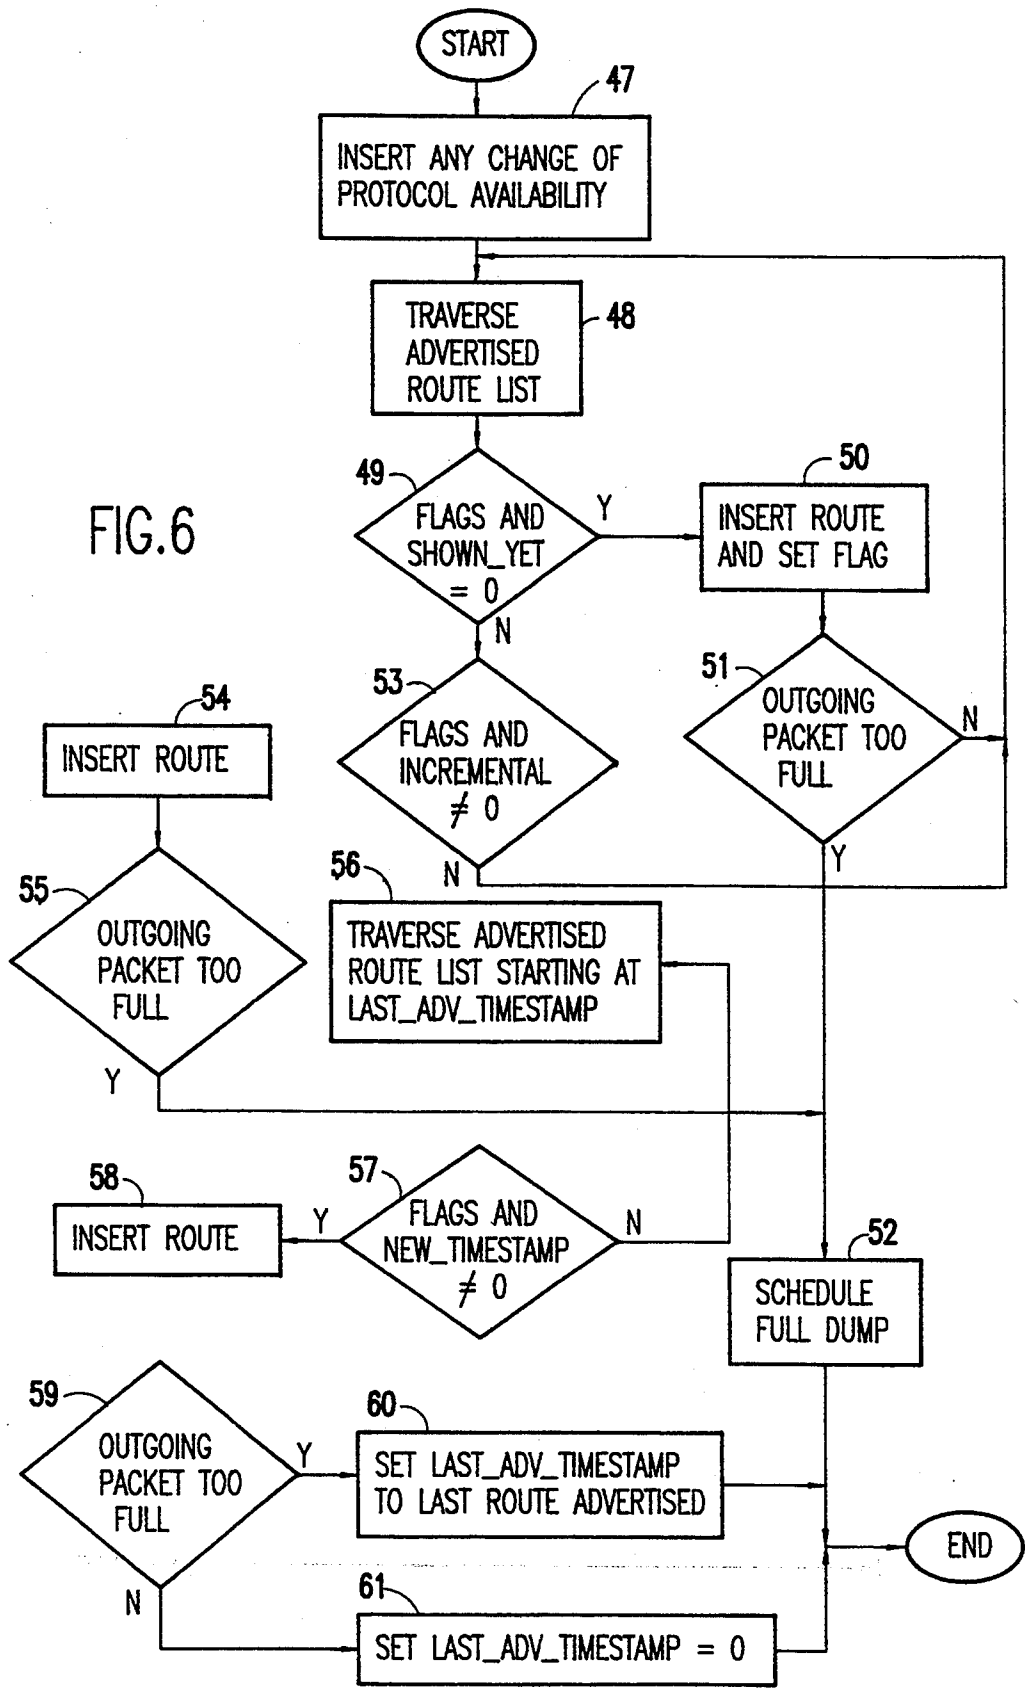 START
47
INSERT ANY CHANGE OF
PROTOCOL AVAILABILITY
TRAVERSE
ADVERTISED
ROUTE LIST
48
49
FLAGS AND
SHOWN_YET
= 0
Y
N
50
INSERT ROUTE
AND SET FLAG
FIG.6
51
OUTGOING
PACKET TOO
FULL
N
Y
53
FLAGS AND
INCREMENTAL
≠ 0
N
54
INSERT ROUTE
55
OUTGOING
PACKET TOO
FULL
Y
56
TRAVERSE ADVERTISED
ROUTE LIST STARTING AT
LAST_ADV_TIMESTAMP
57
FLAGS AND
NEW_TIMESTAMP
≠ 0
Y
N
58
INSERT ROUTE
52
SCHEDULE
FULL DUMP
59
OUTGOING
PACKET TOO
FULL
Y
N
60
SET LAST_ADV_TIMESTAMP
TO LAST ROUTE ADVERTISED
END
61
SET LAST_ADV_TIMESTAMP = 0